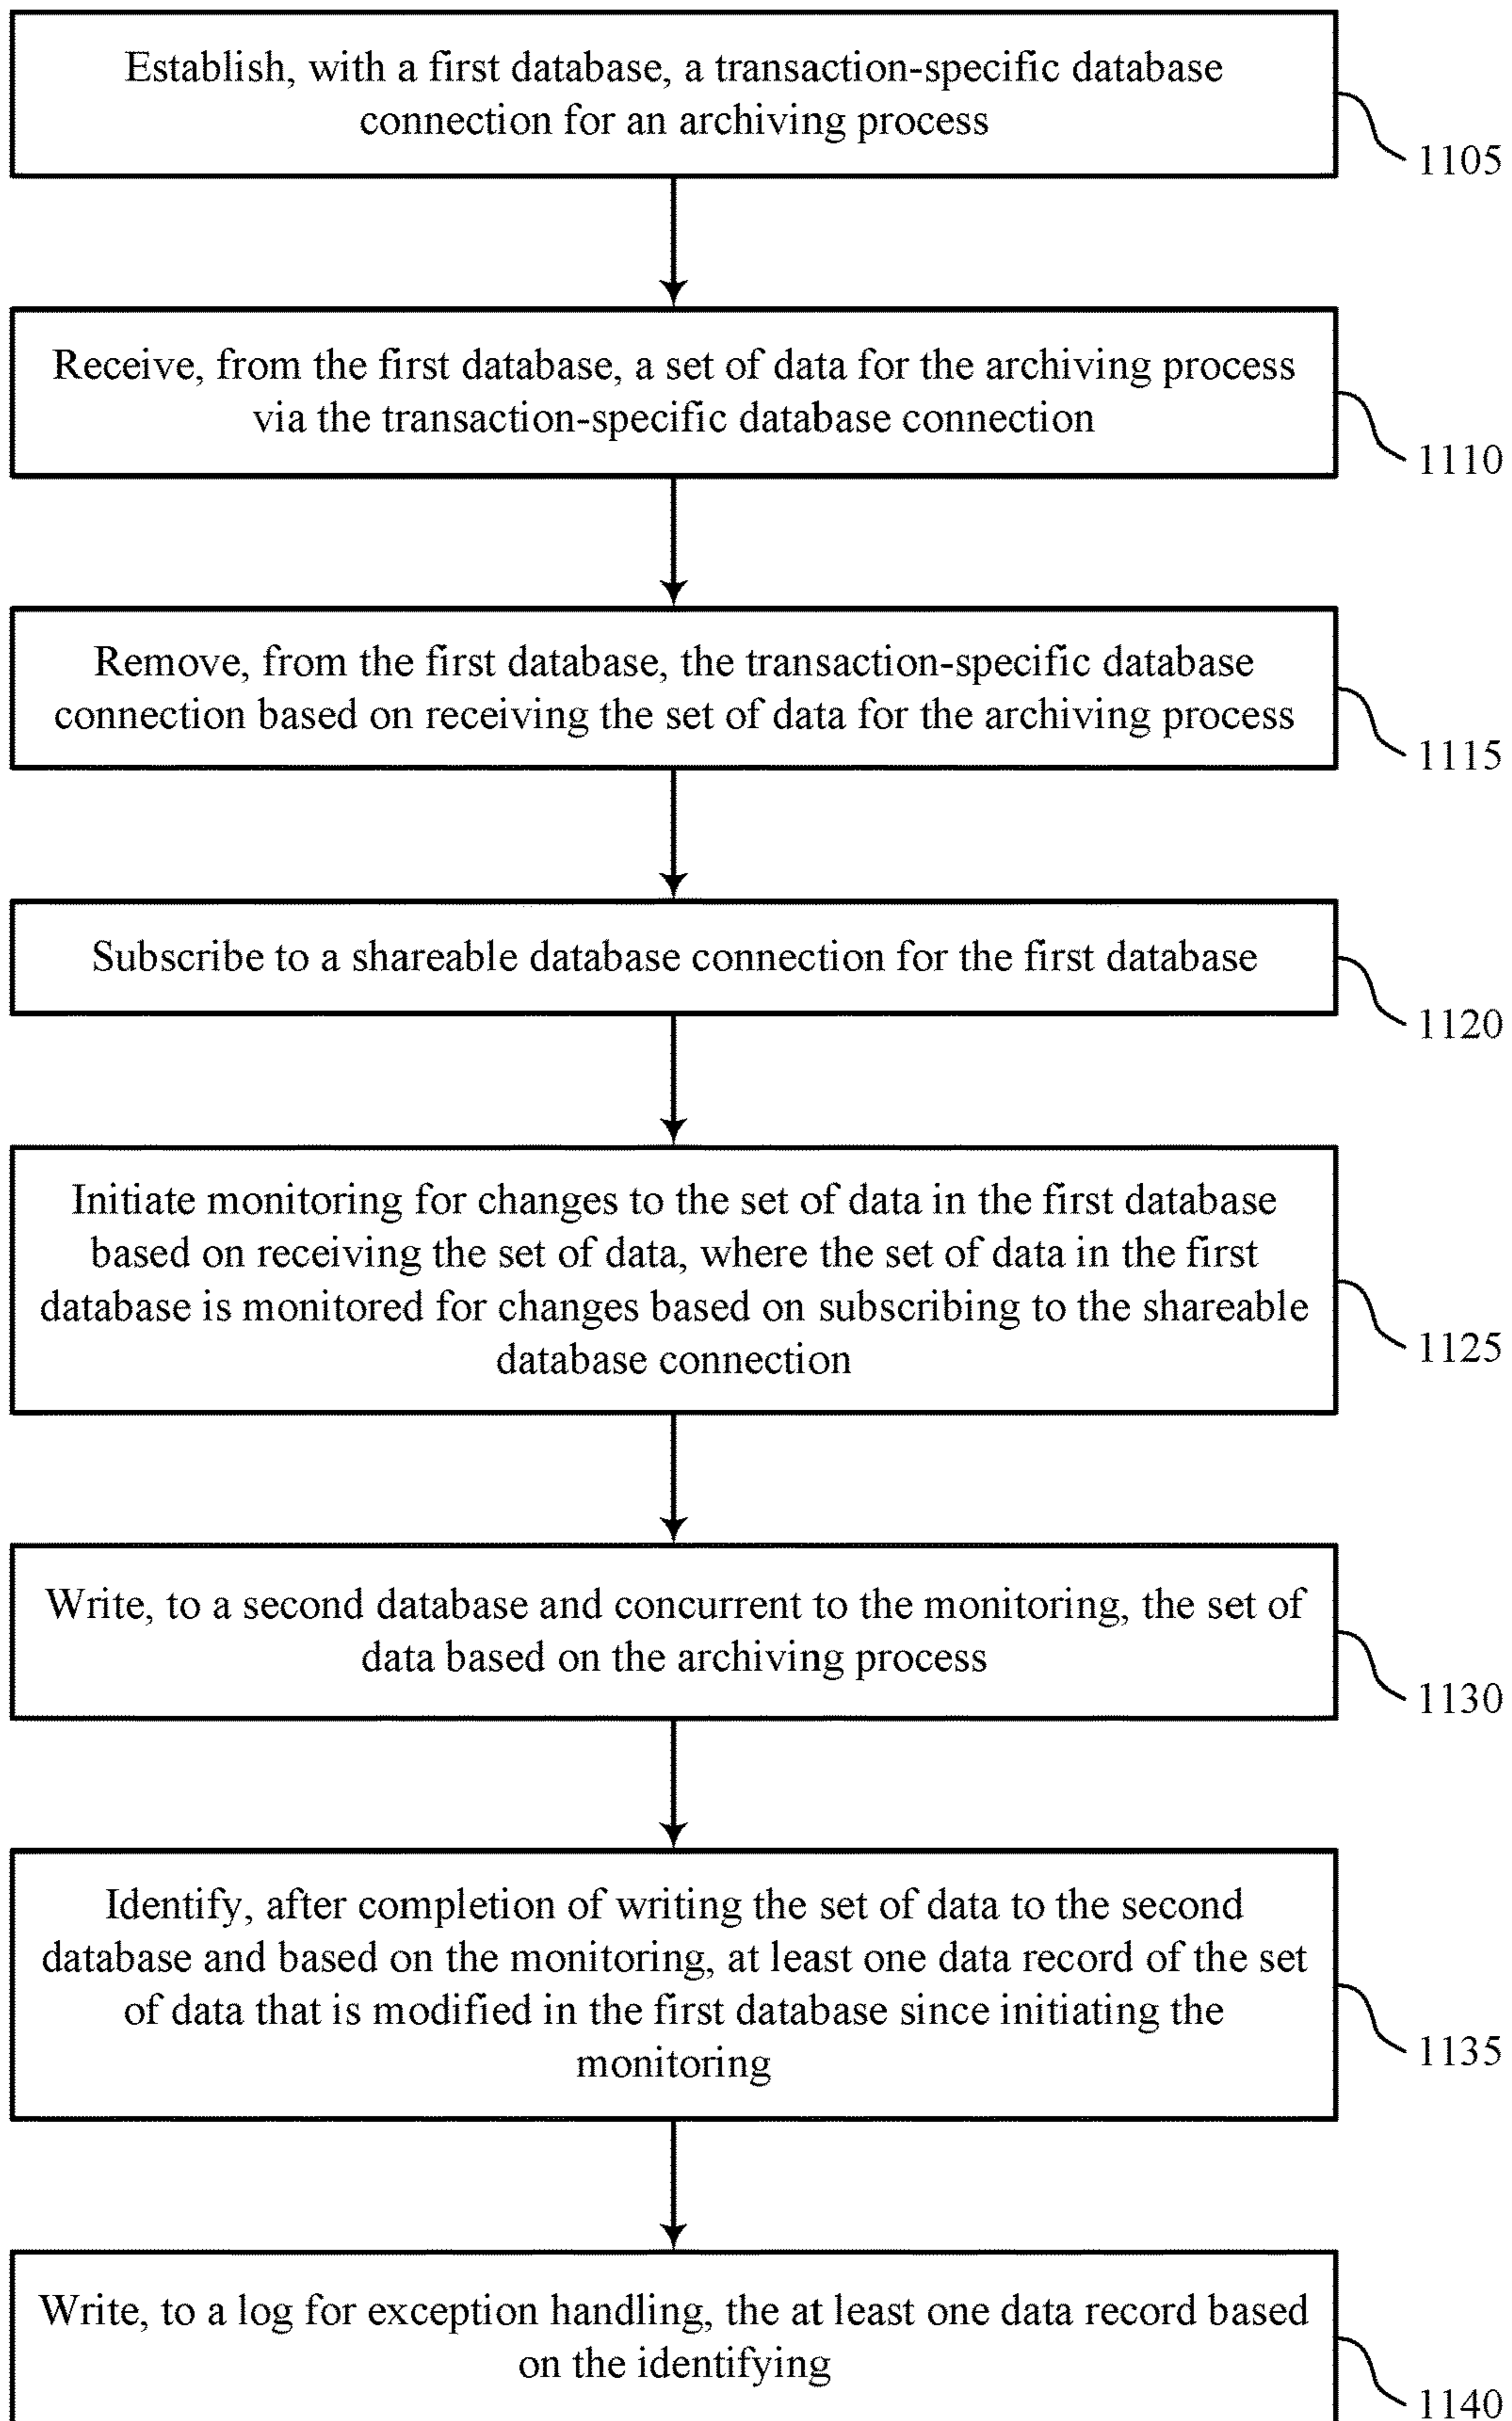 Establish, with a first database, a transaction-specific database
connection for an archiving process
1105
Receive, from the first database, a set of data for the archiving process
via the transaction-specific database connection
1110
Remove, from the first database, the transaction-specific database
connection based on receiving the set of data for the archiving process
1115
Subscribe to a shareable database connection for the first database
1120
Initiate monitoring for changes to the set of data in the first database
based on receiving the set of data, where the set of data in the first
database is monitored for changes based on subscribing to the shareable
database connection
1125
Write, to a second database and concurrent to the monitoring, the set of
data based on the archiving process
1130
Identify, after completion of writing the set of data to the second
database and based on the monitoring, at least one data record of the set
of data that is modified in the first database since initiating the
monitoring
1135
Write, to a log for exception handling, the at least one data record based
on the identifying
1140